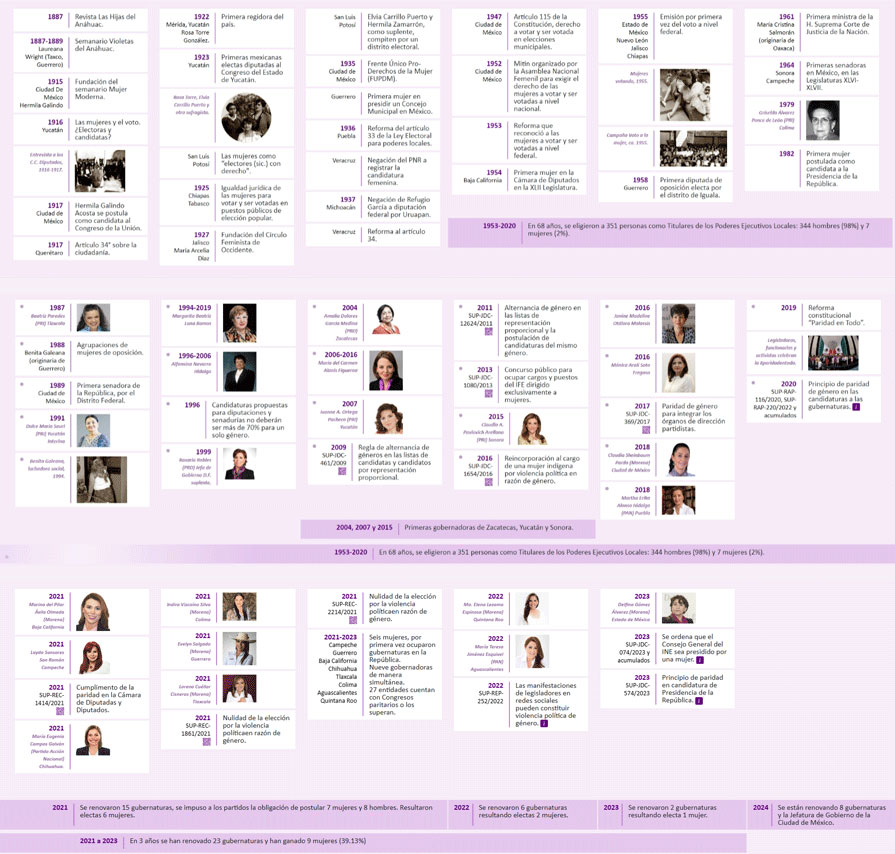 1887
Revista Las Hijas del
Anáhuac.
1887-1889
Laureana
Wright (Taxco,
Guerrero)
Semanario Violetas
del Anáhuac.
1915
Ciudad De
México
Hermila Galindo
Fundación del
semanario Mujer
Moderna.
1916
Yucatán
Las mujeres y el voto.
¿Electoras y
candidatas?
Entrevista a los
C.C. Diputados,
1916-1917.
1917
Ciudad de
México
Hermila Galindo
Acosta se postula
como candidata al
Congreso de la Unión.
1917
Querétaro
Artículo 34° sobre la
ciudadanía.
1922
Mérida, Yucatán
Rosa Torre
González.
Primera regidora del
país.
1923
Yucatán
Primeras mexicanas
electas diputadas al
Congreso del Estado
de Yucatán.
Rosa Torre, Elvia
Carrillo Puerto y
otra sufragista.
San Luis
Potosí
Las mujeres como
"electores (sic.) con
derecho".
1925
Chiapas
Tabasco
Igualdad jurídica de
las mujeres para
votar y ser votadas en
puestos públicos de
elección popular.
1927
Jalisco
María Arcelia
Díaz
Fundación del Círculo
Feminista de
Occidente.
San Luis
Potosí
Elvia Carrillo Puerto y
Hermila Zamarrón,
como suplente,
compiten por un
distrito electoral.
1935
Ciudad de
México
Frente Único Pro-
Derechos de la Mujer
(FUPDM).
Guerrero
Primera mujer en
presidir un Concejo
Municipal en México.
1936
Puebla
Reforma del artículo
33 de la Ley Electoral
para poderes locales.
Veracruz
Negación del PNR a
registrar la
candidatura
femenina.
1937
Michoacán
Negación de Refugio
García a diputación
federal por Uruapan.
Veracruz
Reforma al artículo
34.
1947
Ciudad de
México
Artículo 115 de la
Constitución, derecho
a votar y ser votada
en elecciones
municipales.
1952
Ciudad de
México
Mitin organizado por
la Asamblea Nacional
Femenil para exigir el
derecho de las
mujeres a votar y ser
votadas a nivel
nacional.
1953
Reforma que
reconoció a las
mujeres a votar y ser
votadas a nivel
federal.
1954
Baja California
Primera mujer en la
Cámara de Diputados
en la XLII Legislatura.
1955
Estado de
México
Nuevo León
Jalisco
Chiapas
Emisión por primera
vez del voto a nivel
federal.
Mujeres
votando, 1955.
Campaña Voto a la
mujer, ca. 1955.
1958
Guerrero
Primera diputada de
oposición electa por
el distrito de Iguala.
1961
María Cristina
Salmorán
(originaria de
Oaxaca)
Primera ministra de la
H. Suprema Corte de
Justicia de la Nación.
1964
Sonora
Campeche
Primeras senadoras
en México, en las
Legislaturas XLVI-
XLVII.
1979
Griselda Álvarez
Ponce de León (PRI)
Colima
1982
Primera mujer
postulada como
candidata a la
Presidencia de la
República.
1953-2020
En 68 años, se eligieron a 351 personas como Titulares de los Poderes Ejecutivos Locales: 344 hombres (98%) y 7
mujeres (2%).
1987
Beatriz Paredes
(PRI) Tlaxcala
1988
Benita Galeana
(originaria de
Guerrero)
Agrupaciones de
mujeres de oposición.
1989
Ciudad de
México
Primera senadora de
la República, por el
Distrito Federal.
1991
Dulce María Sauri
(PRI) Yucatán
Interina
Benita Galeana,
luchadora social,
1994.
1994-2019
Margarita Beatriz
Luna Ramos
1996-2006
Alfonsina Navarro
Hidalgo
1996
Candidaturas propuestas
para diputaciones y
senadurías no deberán
ser más de 70% para un
solo género.
1999
Rosario Robles
(PRD) Jefa de
Gobierno D.F.
suplente.
2004
Amalia Dolores
García Medina
(PRD)
Zacatecas
2006-2016
María del Carmen
Alanis Figueroa
2007
Ivonne A. Ortega
Pacheco (PRI)
Yucatán
2009
SUP-JDC-
461/2009
Regla de alternancia de
géneros en las listas de
candidatas y candidatos
por representación
proporcional.
2011
SUP-JDC-
12624/2011
Alternancia de género en
las listas de
representación
proporcional y la
postulación de
candidaturas del mismo
género.
2013
SUP-JDC-
1080/2013
Concurso público para
ocupar cargos y puestos
del IFE dirigido
exclusivamente a
mujeres.
2015
Claudia A.
Pavlovich Arellano
(PRI) Sonora
2016
SUP-JDC-
1654/2016
Reincorporación al cargo
de una mujer indígena
por violencia política en
razón de género.
2016
Janine Madeline
Otálora Malassis
2016
Mónica Aralí Soto
Fregoso
2017
SUP-JDC-
369/2017
Paridad de género
para integrar los
órganos de dirección
partidistas.
2018
Claudia Sheinbaum
Pardo (Morena)
Ciudad de México
2018
Martha Erika
Alonso Hidalgo
(PAN) Puebla
2019
Reforma
constitucional
"Paridad en Todo".
Legisladoras,
funcionarias y
activistas celebran
la #paridadentodo.
2020
SUP-RAP-
116/2020, SUP-
RAP-220/2022 y
acumulados
Principio de paridad
de género en las
candidaturas a las
gubernaturas.
2004, 2007 y 2015
Primeras gobernadoras de Zacatecas, Yucatán y Sonora.
1953-2020
En 68 años, se eligieron a 351 personas como Titulares de los Poderes Ejecutivos Locales: 344 hombres (98%) y 7 mujeres (2%).
2021
Marina del Pilar
Ávila Olmeda
(Morena)
Baja California
2021
Layda Sansores
San Román
Campeche
2021
SUP-REC-
1414/2021
Cumplimento de la
paridad en la Cámara
de Diputadas y
Diputados.
2021
María Eugenia
Campos Galván
(Partido Acción
Nacional)
Chihuahua.
2021
Indira Vizcaíno Silva
(Morena)
Colima
2021
Evelyn Salgado
(Morena)
Guerrero
2021
Lorena Cuéllar
Cisneros (Morena)
Tlaxcala
2021
SUP-REC-
1861/2021
Nulidad de la elección
por la violencia
políticaen razón de
género.
2021
SUP-REC-
2214/2021
Nulidad de la elección
por la violencia
políticaen razón de
género.
2021-2023
Campeche
Guerrero
Baja California
Chihuahua
Tlaxcala
Colima
Aguascalientes
Quintana Roo
Seis mujeres, por
primera vez ocuparon
gubernaturas en la
República.
Nueve gobernadoras
de manera
simultánea.
27 entidades cuentan
con Congresos
paritarios o los
superan.
2022
Ma. Elena Lezama
Espinosa (Morena)
Quintana Roo
2022
María Teresa
Jiménez Esquivel
(PAN)
Aguascalientes
2022
SUP-REP-
252/2022
Las manifestaciones
de legisladores en
redes sociales
pueden constituir
violencia política de
género.
2023
Delfina Gómez
Álvarez (Morena)
Estado de México
2023
SUP-JDC-
074/2023 y
acumulados
Se ordena que el
Consejo General del
INE sea presidido por
una mujer.
2023
SUP-JDC-
574/2023
Principio de paridad
en candidatura de
Presidencia de la
República.
2021
Se renovaron 15 gubernaturas, se impuso a los partidos la obligación de postular 7 mujeres y 8 hombres. Resultaron
electas 6 mujeres.
2022
Se renovaron 6 gubernaturas
resultando electas 2 mujeres.
2023
Se renovaron 2 gubernaturas
resultando electa 1 mujer.
2024
Se están renovando 8 gubernaturas
y la Jefatura de Gobierno de la
Ciudad de México.
2021 a 2023
En 3 años se han renovado 23 gubernaturas y han ganado 9 mujeres (39.13%)